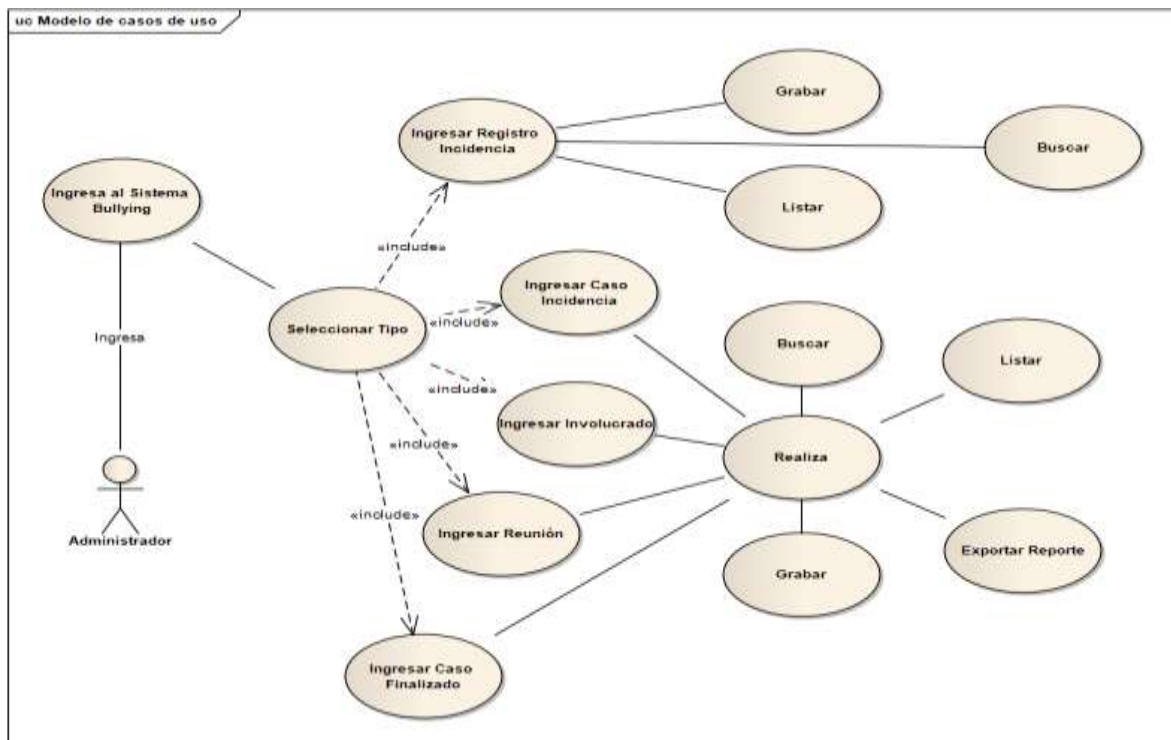 uc Modelo de casos de uso
Grabar
Ingresar Registro
Incidencia
Buscar
Ingresa al Sistema
Bullying
Listar
«include»
Ingresar Caso
Incidencia
Seleccionar Tipo
«include»
Ingresa
Buscar
Listar
«include»
Ingresar Involucrado
«include»
Realiza
«include»
Ingresar Reunión
Administrador
Exportar Reporte
Grabar
Ingresar Caso
Finalizado